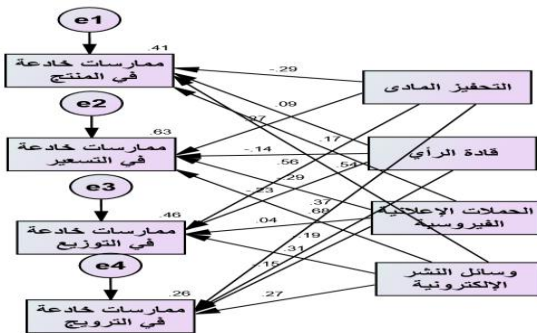 e1
.41
ممارسات خادعة
في المنتج
-.29
التحفيز المادى
e2
.09
.63
ممارسات خادعة
في التسعير
-.14
.17
قادة الرأي
.56
.54
e3
-.29
-.23
.46
ممارسات خادعة
في التوزيع
.37
.68
.04
الحملات الإعلانية
الفيروسية
e4
.19
.31
.26
ممارسات خادعة
في الترويج
.15
.27
وسائل النشر
الإلكترونية